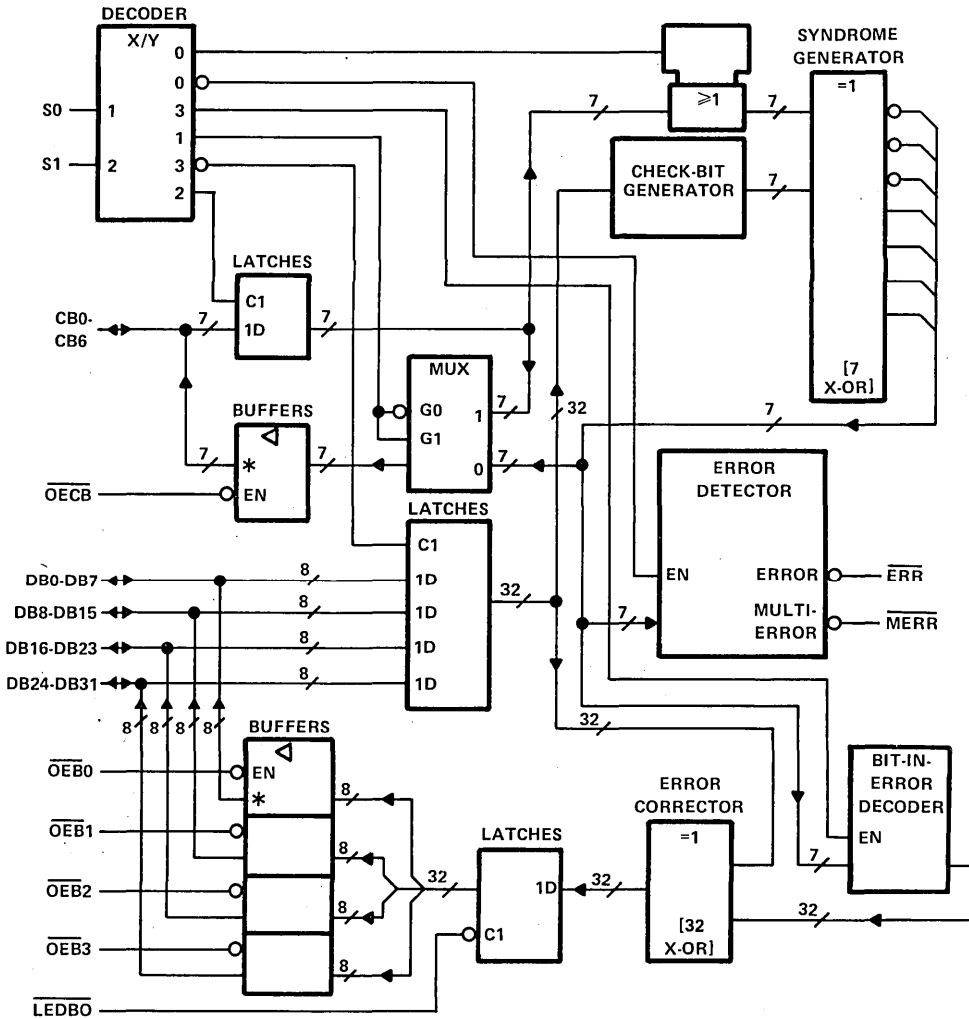 DECODER
X/Y
0
0
3
1
3
2
S0
1
S1
2
≥1
7
7
SYNDROME
GENERATOR
=1
[7
X-OR]
CHECK-BIT
GENERATOR
7
LATCHES
C1
1D
CB0-
CB6
7
7
MUX
G0
G1
1
0
7
7
7
32
7
BUFFERS
*
EN
7
7
OECB
LATCHES
C1
1D
1D
1D
1D
DB0-DB7
8
DB8-DB15
8
DB16-DB23
8
DB24-DB31
8
32
8
8
8
8
ERROR
DETECTOR
EN
ERROR
MULTI-
ERROR
7
ERR
MERR
BUFFERS
EN
*
OEB0
OEB1
OEB2
OEB3
8
8
8
8
32
LEDBO
LATCHES
1D
C1
32
ERROR
CORRECTOR
=1
[32
X-OR]
32
BIT-IN-
ERROR
DECODER
EN
7
32